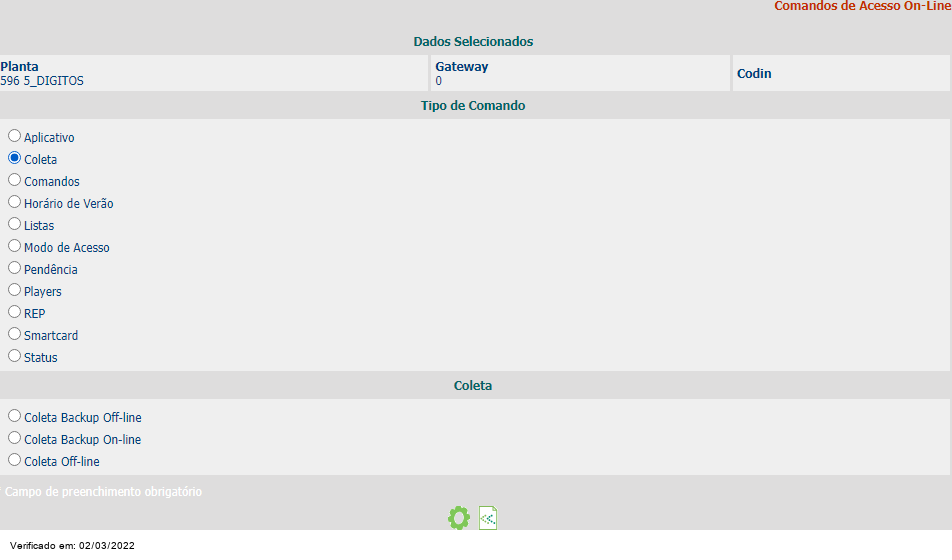 Comandos de Acesso On-Line
Dados Selecionados
Planta
596 5_DIGITOS
Gateway
0
Codin
Tipo de Comando
Aplicativo
Coleta
Comandos
Horário de Verão
Listas
Modo de Acesso
Pendência
Players
REP
Smartcard
Status
Coleta
Coleta Backup Off-line
Coleta Backup On-line
Coleta Off-line
Campo de preenchimento obrigatório
Verificado em: 02/03/2022